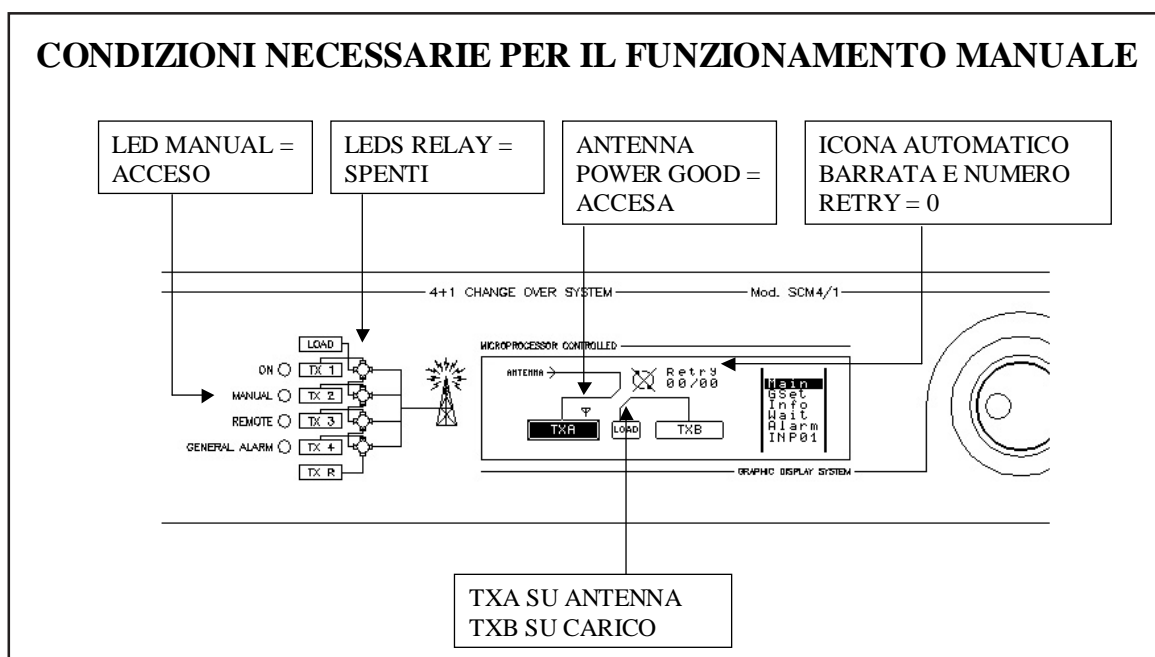 CONDIZIONI NECESSARIE PER IL FUNZIONAMENTO MANUALE
LED MANUAL =
ACCESO
LEDS RELAY =
SPENTI
ANTENNA
POWER GOOD =
ACCESA
ICONA AUTOMATICO
BARRATA E NUMERO
RETRY = 0
4+1 CHANGE OVER SYSTEM
Mod. SCM4/1
LOAD
ON
TX 1
MANUAL
TX 2
REMOTE
TX 3
GENERAL ALARM
TX 4
TX R
MICROPROCESSOR CONTROLLED
ANTENNA
Retry
00/00
TXA
LOAD
TXB
Main
GSet
Info
Wait
Alarm
INP01
GRAPHIC DISPLAY SYSTEM
TXA SU ANTENNA
TXB SU CARICO